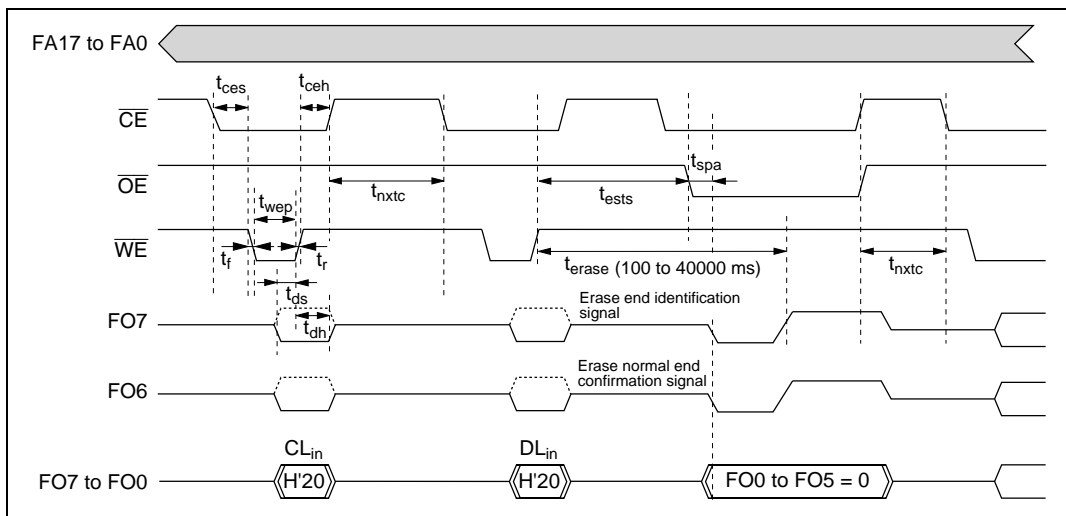 FA17 to FA0
t_ces
t_ceh
CE
t_spa
OE
t_nxtc
t_ests
t_wep
WE
t_f
t_r
t_erase (100 to 40000 ms)
t_nxtc
t_ds
Erase end identification
signal
FO7
t_dh
Erase normal end
confirmation signal
FO6
CL_in
DL_in
FO7 to FO0
H'20
H'20
FO0 to FO5 = 0